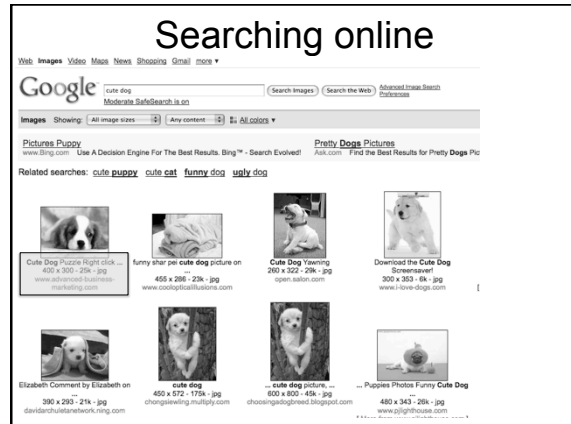 Searching online
Web Images Video Maps News Shopping Gmail more ▼
Google cute dog Search Images Search the Web Advanced Image Search
Preferences
Moderate SafeSearch is on
Images Showing: All image sizes Any content All colors ▼
Pictures Puppy Pretty Dogs Pictures
www.Bing.com Use A Decision Engine For The Best Results. Bing™ - Search Evolved! Ask.com Find the Best Results for Pretty Dogs Pic
Related searches: cute puppy cute cat funny dog ugly dog
Cute Dog Puzzle Right click ...
400 x 300 - 25k - jpg
www.advanced-business-
marketing.com
funny shar pei cute dog picture on
...
455 x 286 - 23k - jpg
www.coolopticalillusions.com
Cute Dog Yawning
260 x 322 - 29k - jpg
open.salon.com
Download the Cute Dog
Screensaver!
300 x 353 - 6k - jpg
www.i-love-dogs.com
[
Elizabeth Comment by Elizabeth on
...
390 x 293 - 21k - jpg
davidarchuletanetwork.ning.com
cute dog
450 x 572 - 175k - jpg
chongsiewling.multiply.com
... cute dog picture, ...
600 x 800 - 45k - jpg
choosingadogbreed.blogspot.com
... Puppies Photos Funny Cute Dog
...
480 x 343 - 26k - jpg
www.pjlighthouse.com